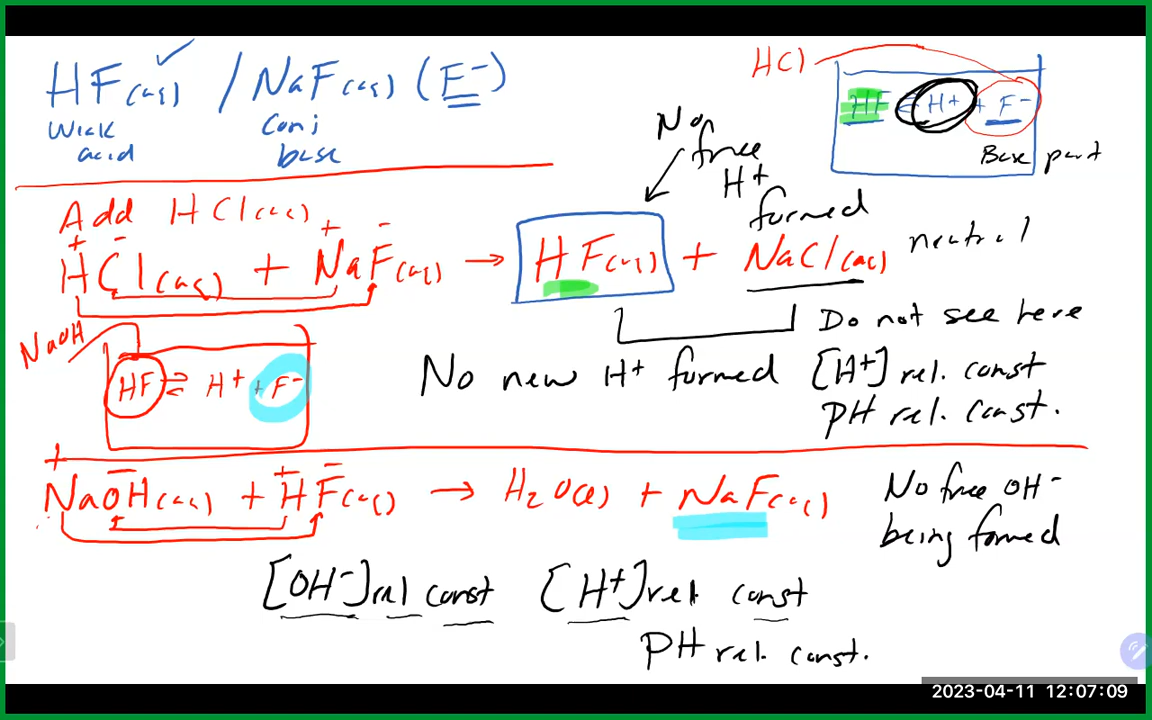 HF(aq) / NaF(aq) (F⁻)
Weak acid
Conj base
HCl
HF ⇌ H+ + F⁻
Base part
No free H+ formed
Add HCl(aq)
+ − + −
HCl(aq) + NaF(aq) → HF(aq) + NaCl(aq) neutral
Do not see here
NaOH
HF ⇌ H+ + F⁻
No new H+ formed
[H+] rel. const
PH rel. const.
+ − + −
NaOH(aq) + HF(aq) → H2O(l) + NaF(aq)
No free OH⁻
being formed
[OH⁻] rel const [H+] rel. const
PH rel. const.
2023-04-11 12:07:09